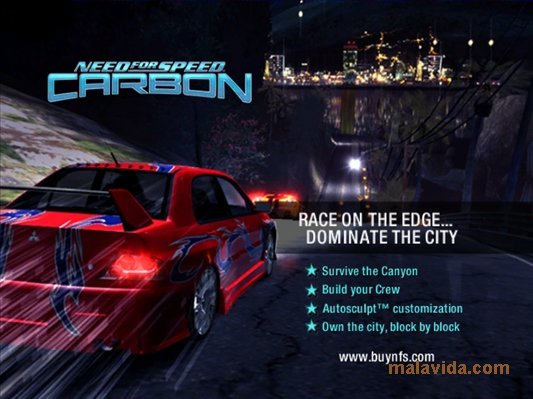 NEED FOR SPEED
CARBON
RACE ON THE EDGE...
DOMINATE THE CITY
★ Survive the Canyon
★ Build your Crew
★ Autosculpt™ customization
★ Own the city, block by block
www.buynfs.com
malavida.com